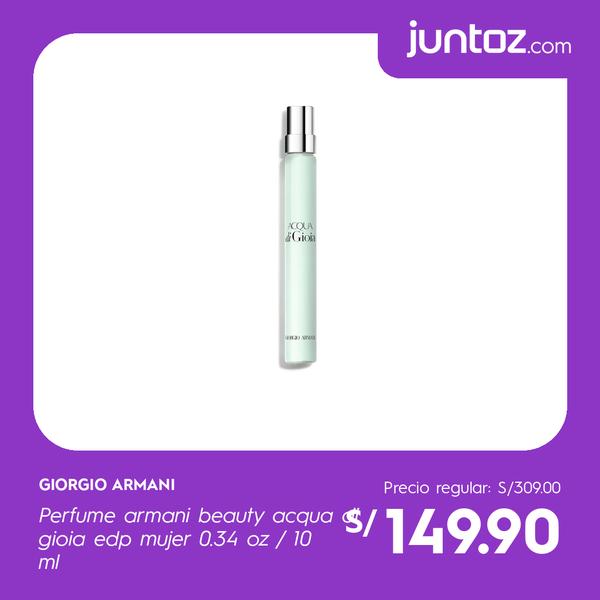 juntoz.com
ACQUA
di Gioia
GIORGIO ARMANI
GIORGIO ARMANI
Precio regular: S/309.00
Perfume armani beauty acqua
S/149.90
gioia edp mujer 0.34 oz / 10
ml